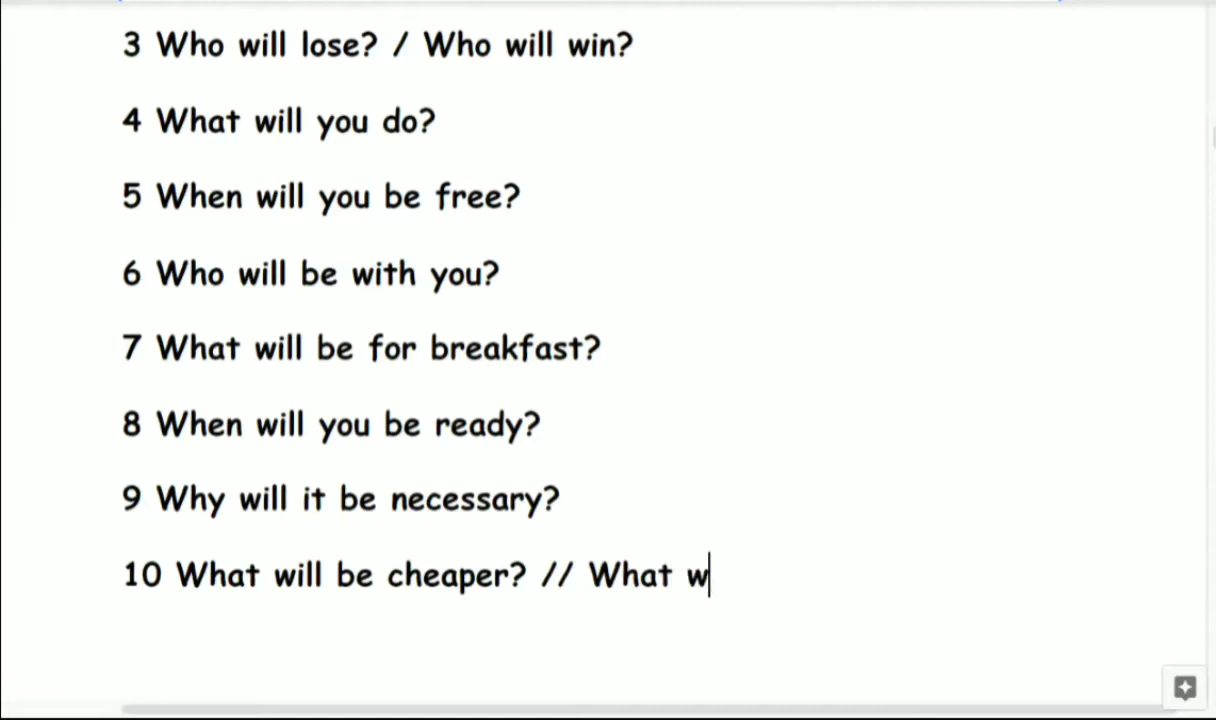 3 Who will lose? / Who will win?
4 What will you do?
5 When will you be free?
6 Who will be with you?
7 What will be for breakfast?
8 When will you be ready?
9 Why will it be necessary?
10 What will be cheaper? // What w